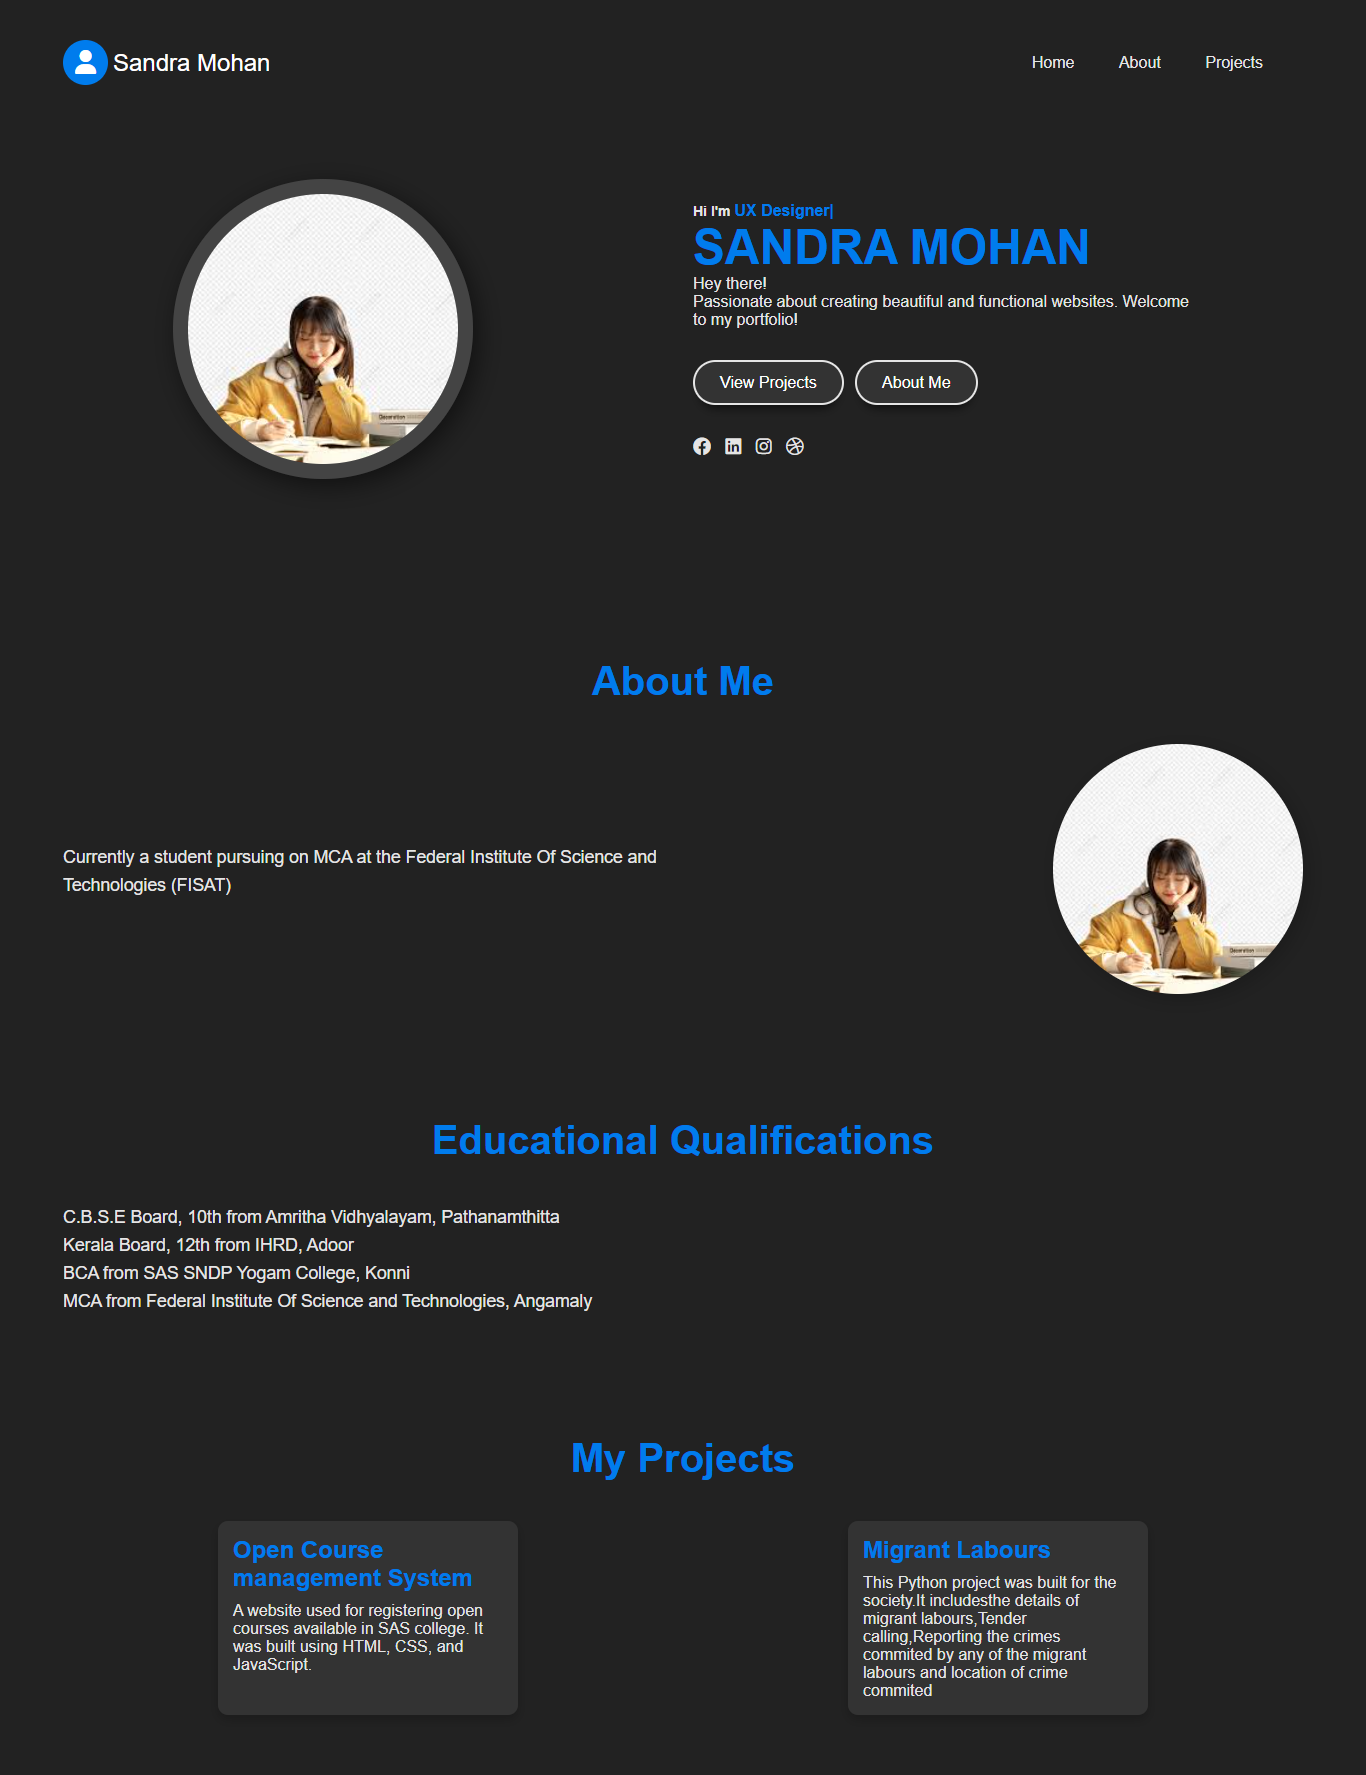 Sandra Mohan
Home About Projects
Hi I'm UX Designer|
SANDRA MOHAN
Hey there!
Passionate about creating beautiful and functional websites. Welcome
to my portfolio!
View Projects About Me
About Me
Currently a student pursuing on MCA at the Federal Institute Of Science and
Technologies (FISAT)
Decoration
Educational Qualifications
C.B.S.E Board, 10th from Amritha Vidhyalayam, Pathanamthitta
Kerala Board, 12th from IHRD, Adoor
BCA from SAS SNDP Yogam College, Konni
MCA from Federal Institute Of Science and Technologies, Angamaly
My Projects
Open Course
management System
A website used for registering open
courses available in SAS college. It
was built using HTML, CSS, and
JavaScript.
Migrant Labours
This Python project was built for the
society.It includesthe details of
migrant labours,Tender
calling,Reporting the crimes
commited by any of the migrant
labours and location of crime
commited